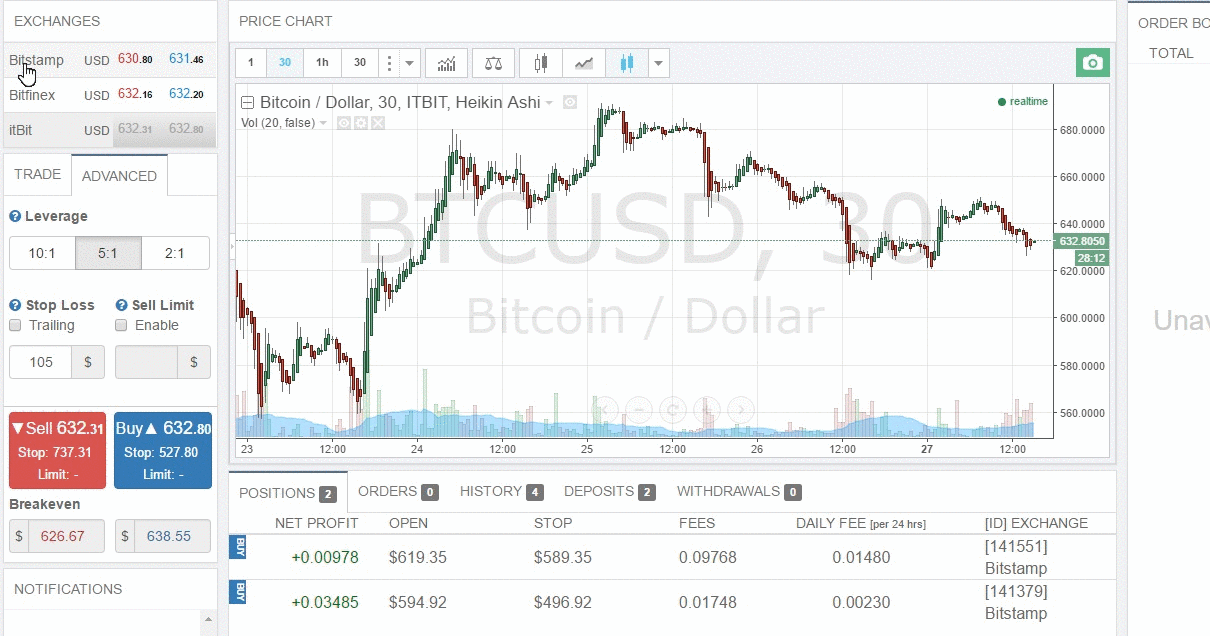 EXCHANGES
Bitstamp USD 630.80 631.46
Bitfinex USD 632.16 632.20
itBit USD 632.31 632.80
TRADE ADVANCED
Leverage
10:1 5:1 2:1
Stop Loss Sell Limit
Trailing Enable
105 $ $
▼Sell 632.31 Buy▲ 632.80
Stop: 737.31 Stop: 527.80
Limit: - Limit: -
Breakeven
$ 626.67 $ 638.55
NOTIFICATIONS
PRICE CHART
1 30 1h 30
Bitcoin / Dollar, 30, ITBIT, Heikin Ashi
realtime
Vol (20, false)
BTCUSD, 30
Bitcoin / Dollar
680.0000
660.0000
640.0000
632.8050
28:12
620.0000
600.0000
580.0000
560.0000
23 12:00 24 12:00 25 12:00 26 12:00 27 12:00
POSITIONS 2 ORDERS 0 HISTORY 4 DEPOSITS 2 WITHDRAWALS 0
NET PROFIT OPEN STOP FEES DAILY FEE [per 24 hrs] [ID] EXCHANGE
BUY +0.00978 $619.35 $589.35 0.09768 0.01480 [141551]
Bitstamp
BUY +0.03485 $594.92 $496.92 0.01748 0.00230 [141379]
Bitstamp
ORDER BO
TOTAL
Unav